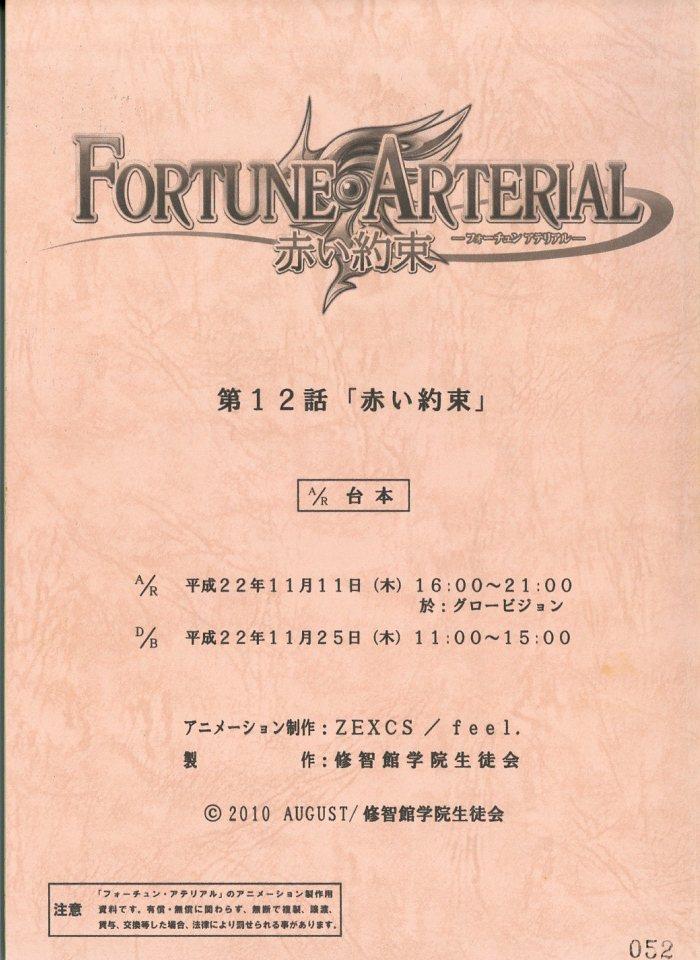 FORTUNE ARTERIAL
赤い約束 ―フォーチュン アテリアル―
第１２話「赤い約束」
A/R 台本
A/R 平成２２年１１月１１日（木）１６:００～２１:００
於：グロービジョン
D/B 平成２２年１１月２５日（木）１１:００～１５:００
アニメーション制作：ＺＥＸＣＳ／ｆｅｅｌ．
製作：修智館学院生徒会
© 2010 AUGUST/修智館学院生徒会
注意
「フォーチュン・アテリアル」のアニメーション製作用
資料です。有償・無償に関わらず、無断で複製、譲渡、
貸与、交換等した場合、法律により罰せられる事があります。
052